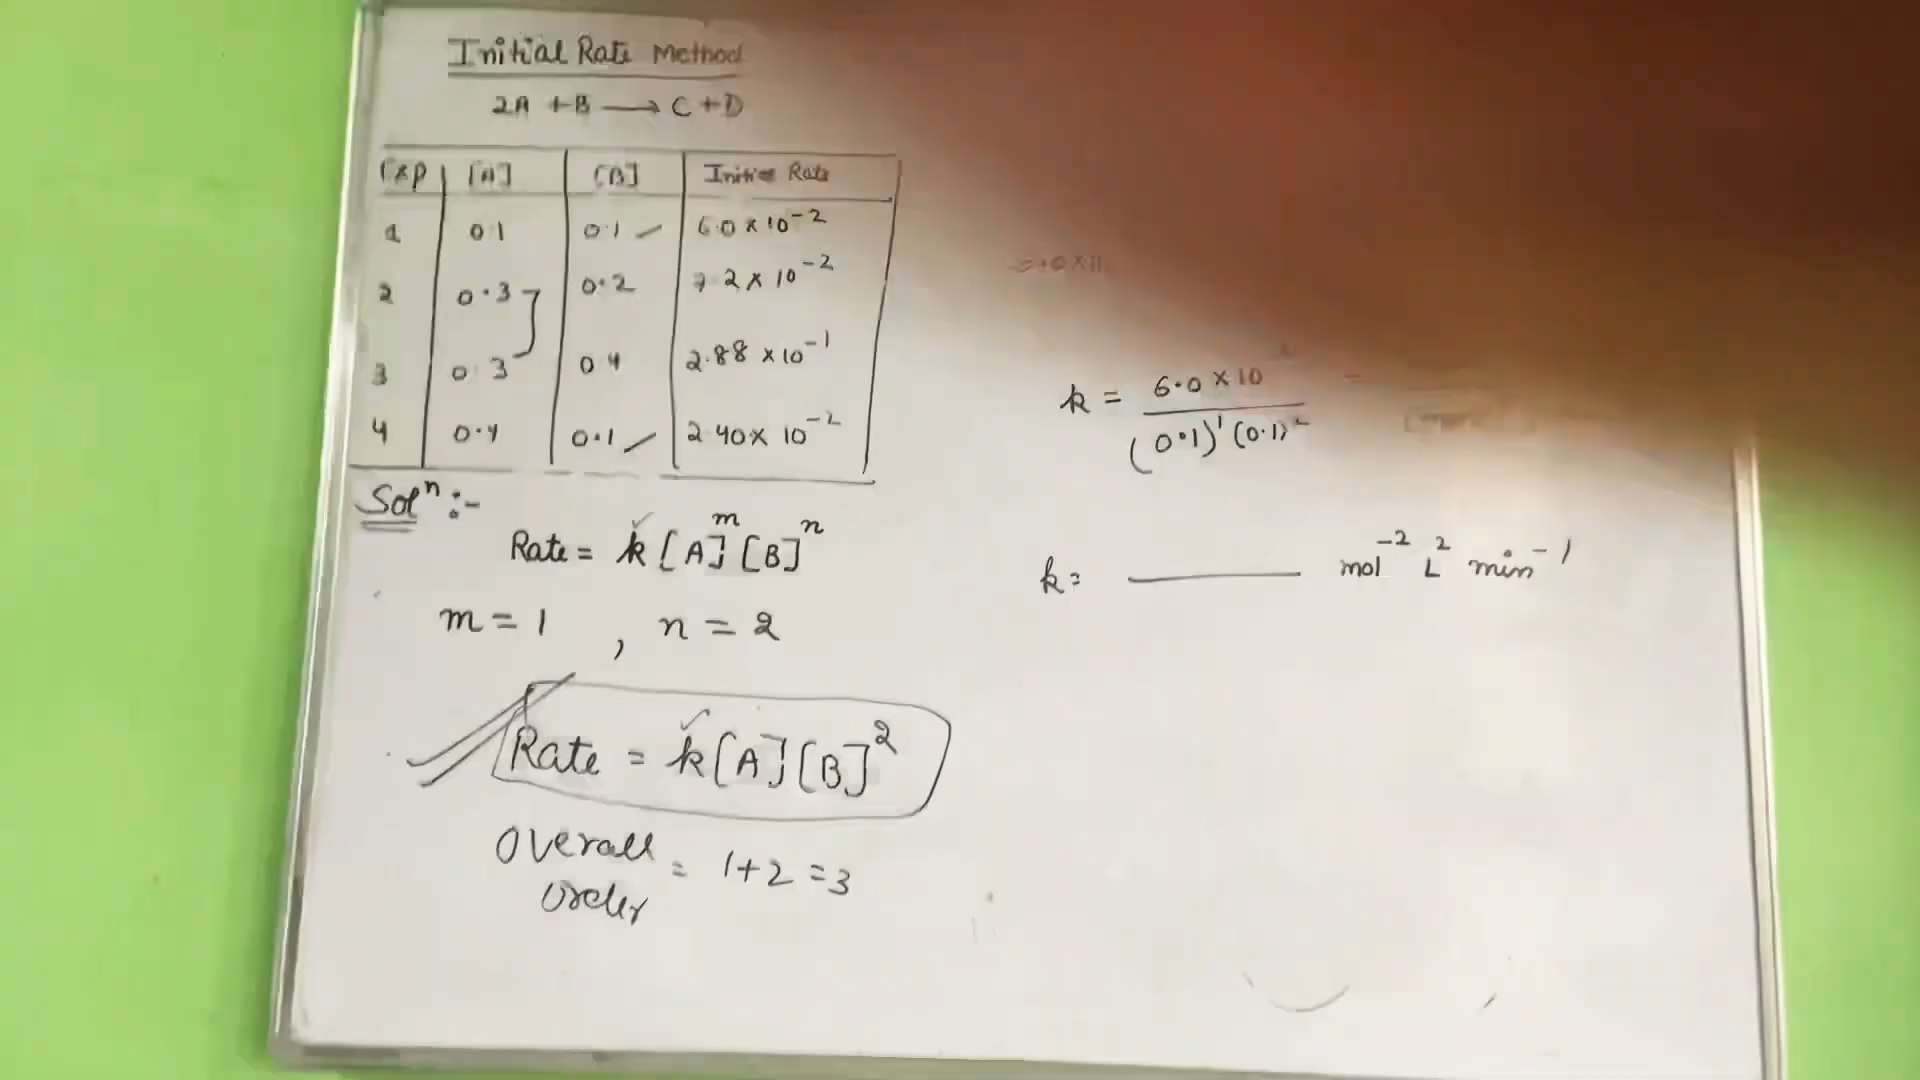 Initial Rate Method
2A + B → C + D
Exp [A] [B] Initial Rate
1 0.1 0.1 6.0 x 10⁻²
2 0.3 0.2 7.2 x 10⁻²
3 0.3 0.4 2.88 x 10⁻¹
4 0.4 0.1 2.40 x 10⁻²
Solⁿ :-
Rate = k [A]ᵐ [B]ⁿ
m = 1 , n = 2
Rate = k[A][B]²
Overall order = 1+2 = 3
k = 6.0 x 10
(0.1)¹ (0.1)²
k = ______ mol⁻² L² min⁻¹